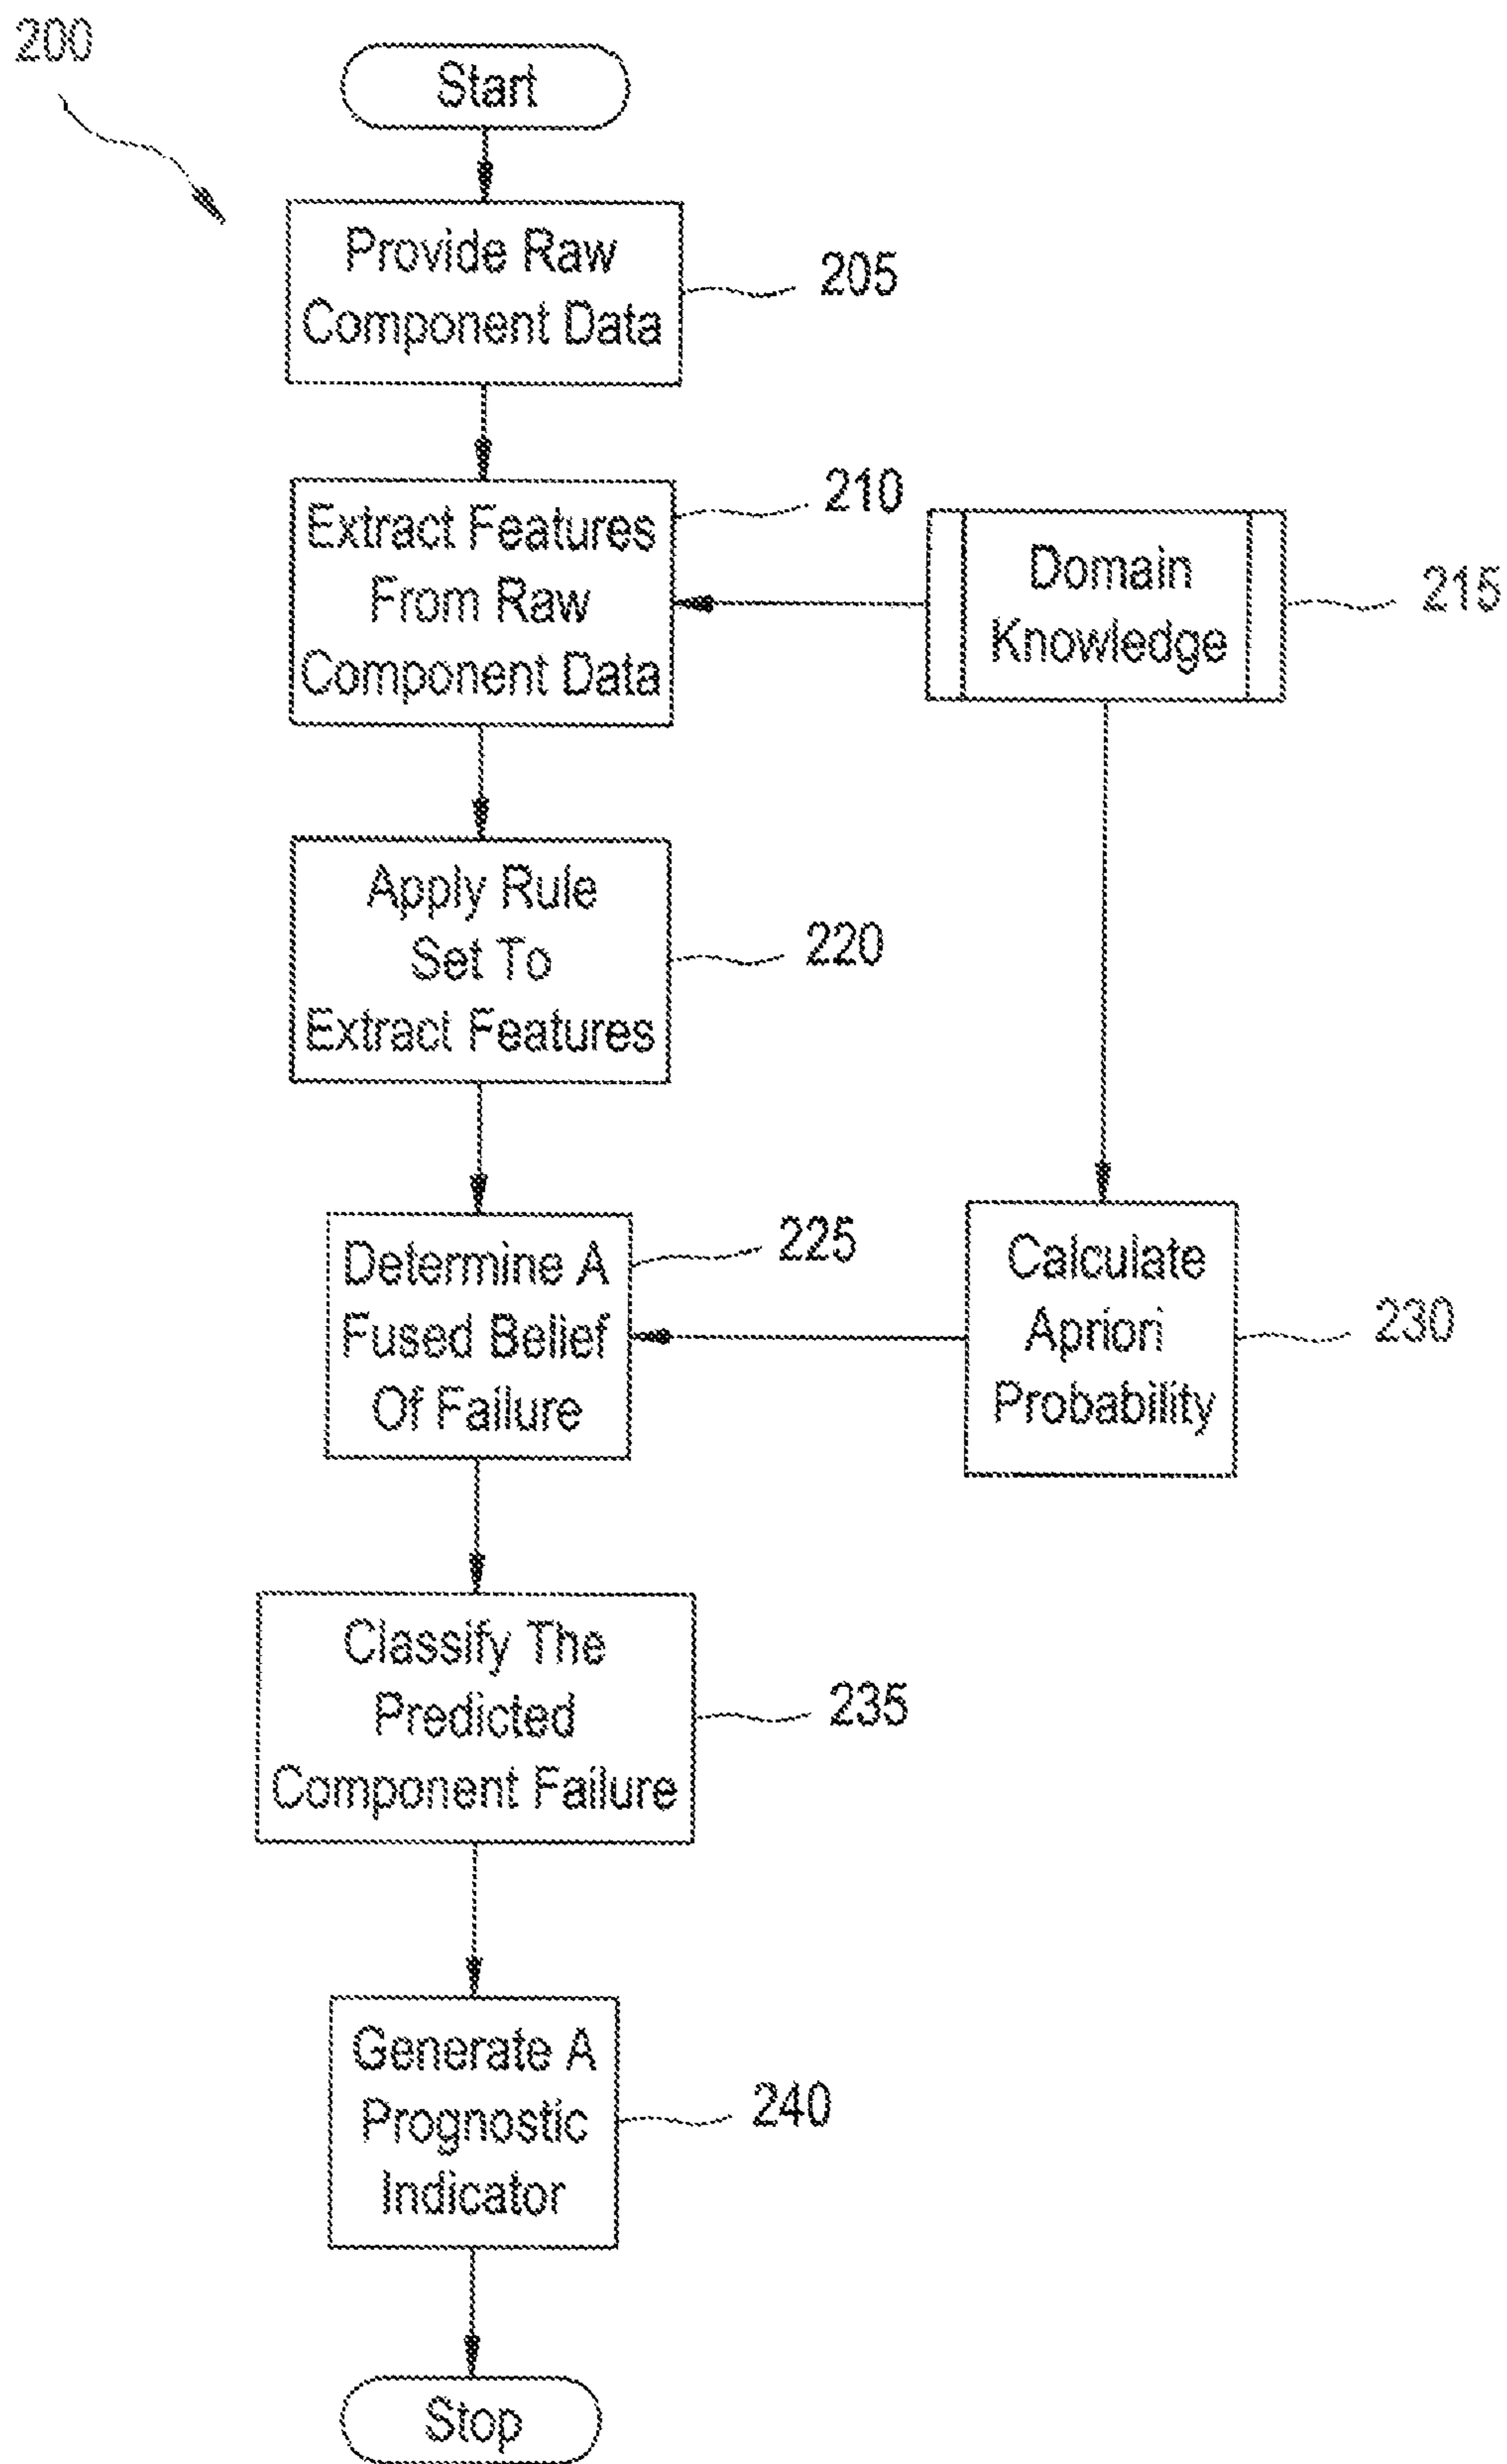 200
Start
Provide Raw
Component Data
205
Extract Features
From Raw
Component Data
210
Domain
Knowledge
215
Apply Rule
Set To
Extract Features
220
Determine A
Fused Belief
Of Failure
225
Calculate
Apriori
Probability
230
Classify The
Predicted
Component Failure
235
Generate A
Prognostic
Indicator
240
Stop